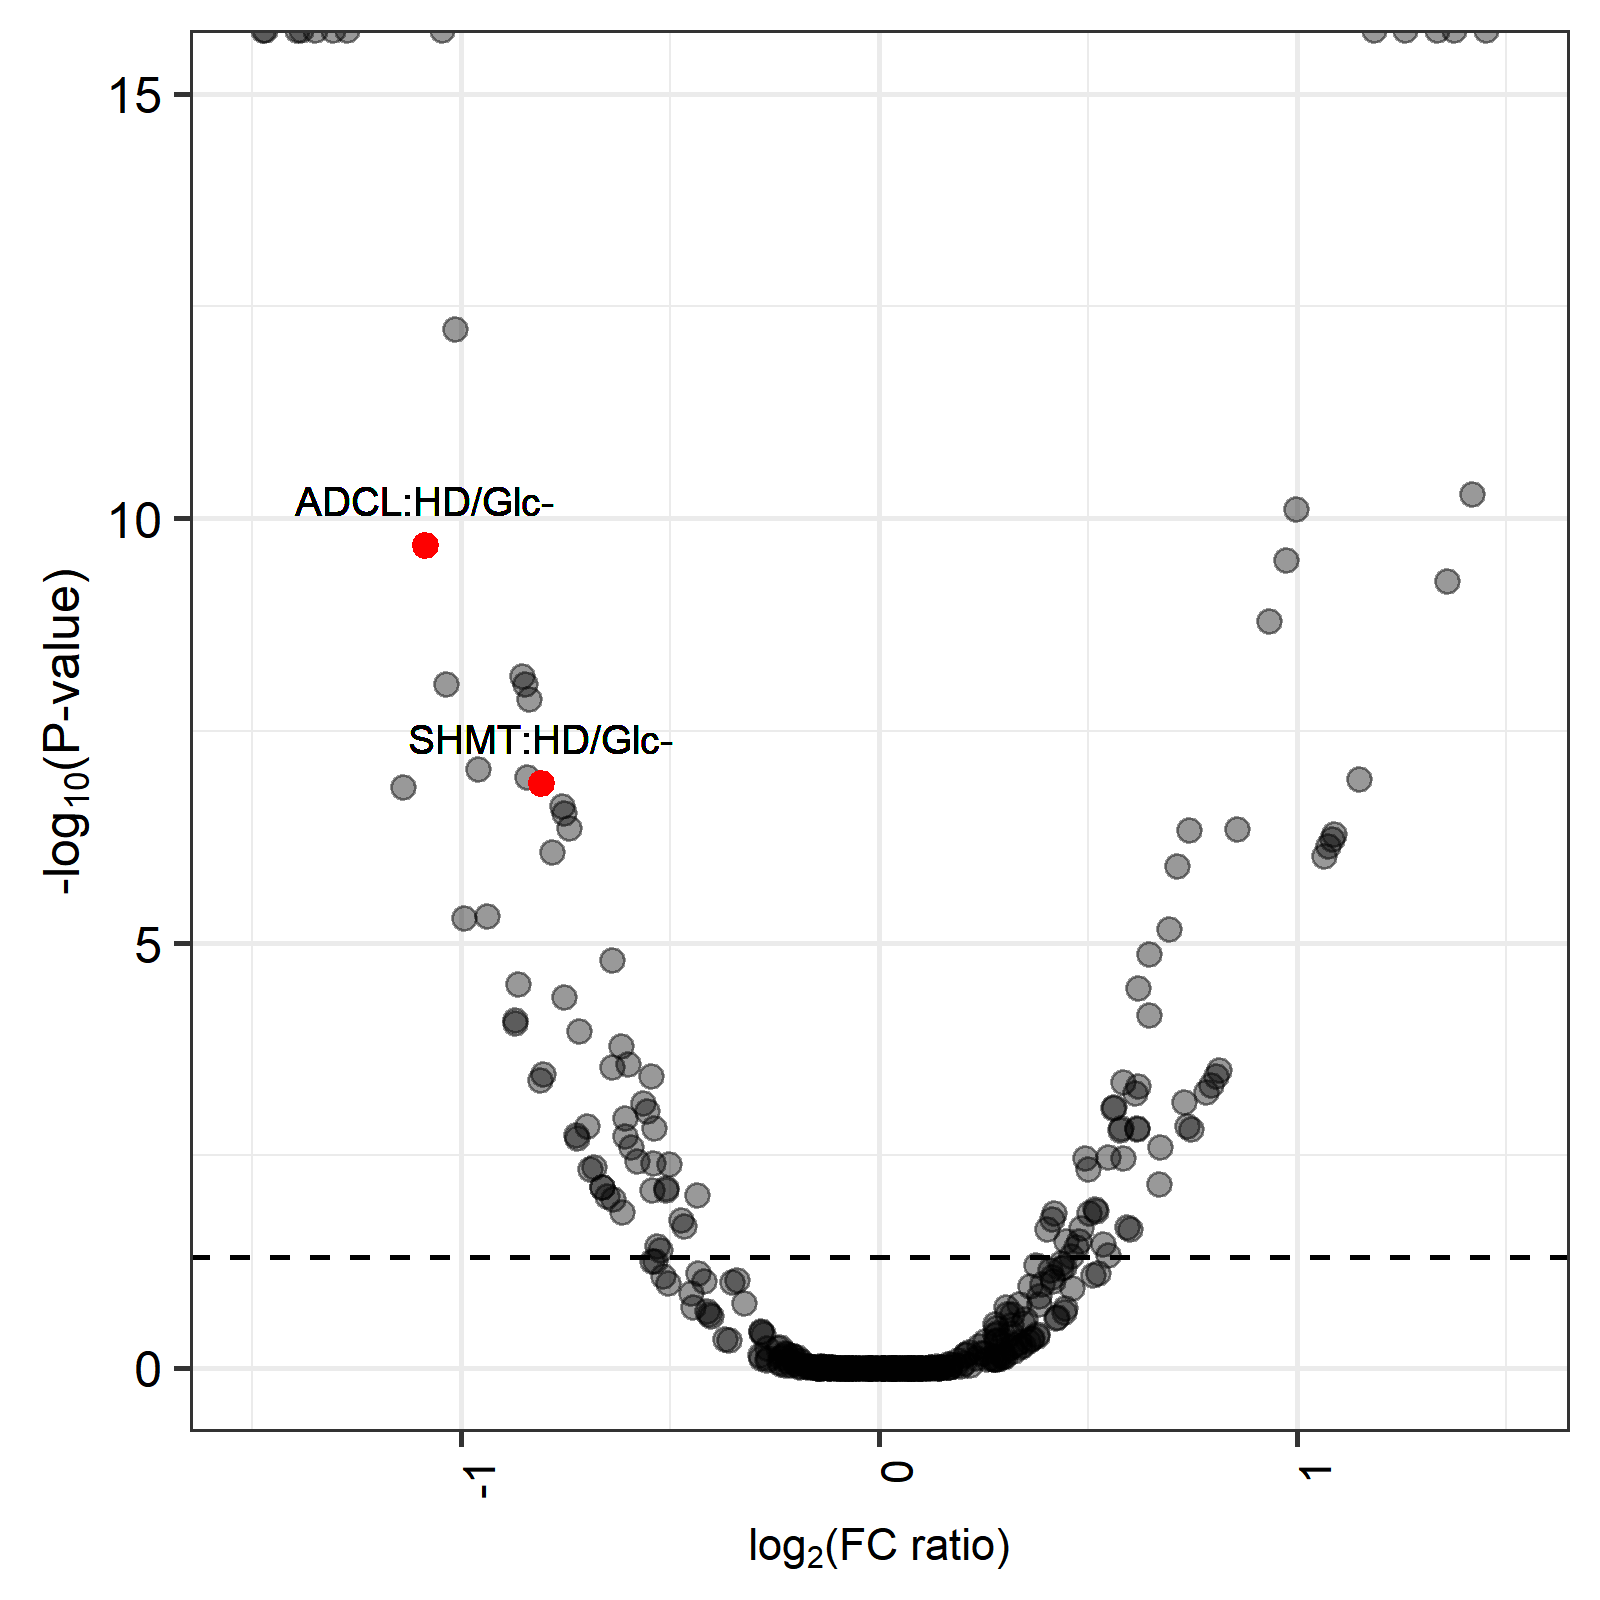 15
ADCL:HD/Glc-
10
SHMT:HD/Glc-
5
0
-log10(P-value)
-1
0
1
log2(FC ratio)